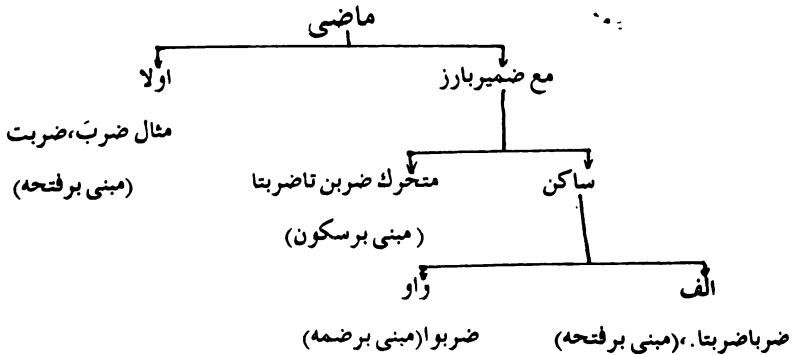 ماضی
مع ضمیربارز
اولا
مثال ضربَ،ضربت
(مبنی برفتحه)
ساکن
متحرك ضربن تاضربتا
(مبنی برسکون)
الف
واو
ضرباضربتا.،(مبنی برفتحه)
ضربوا(مبنی برضمه)